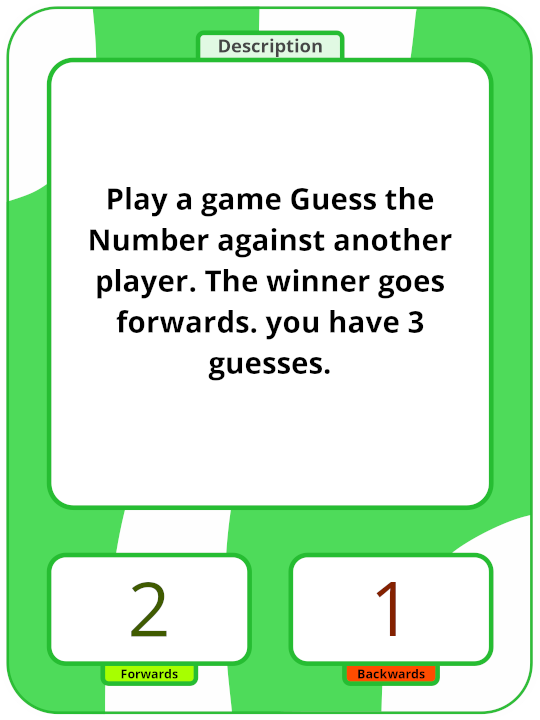 Description
Play a game Guess the
Number against another
player. The winner goes
forwards. you have 3
guesses.
2
1
Forwards
Backwards